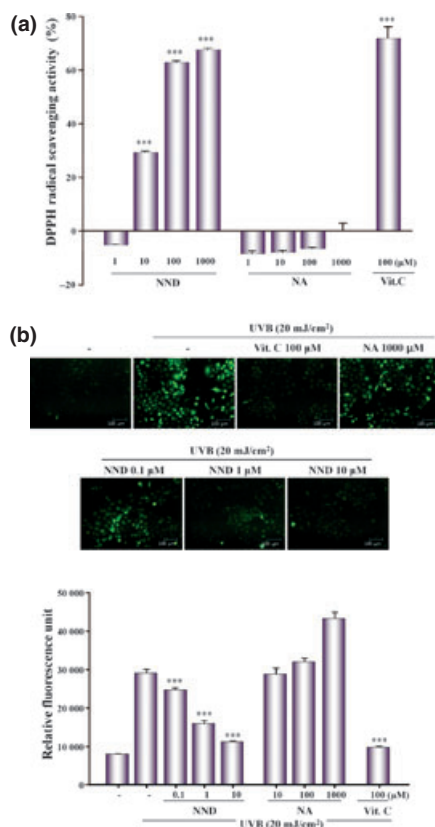 (a)
DPPH radical scavenging activity (%)
80
60
40
20
0
−20
***
***
***
***
1 10 100 1000 1 10 100 1000 100 (μM)
NND NA Vit.C
(b)
UVB (20 mJ/cm²)
- - Vit. C 100 μM NA 1000 μM
UVB (20 mJ/cm²)
NND 0.1 μM NND 1 μM NND 10 μM
Relative fluorescence unit
50 000
40 000
30 000
20 000
10 000
0
***
***
***
***
- - 0.1 1 10 10 100 1000 100 (μM)
NND NA Vit. C
UVB (20 mJ/cm²)